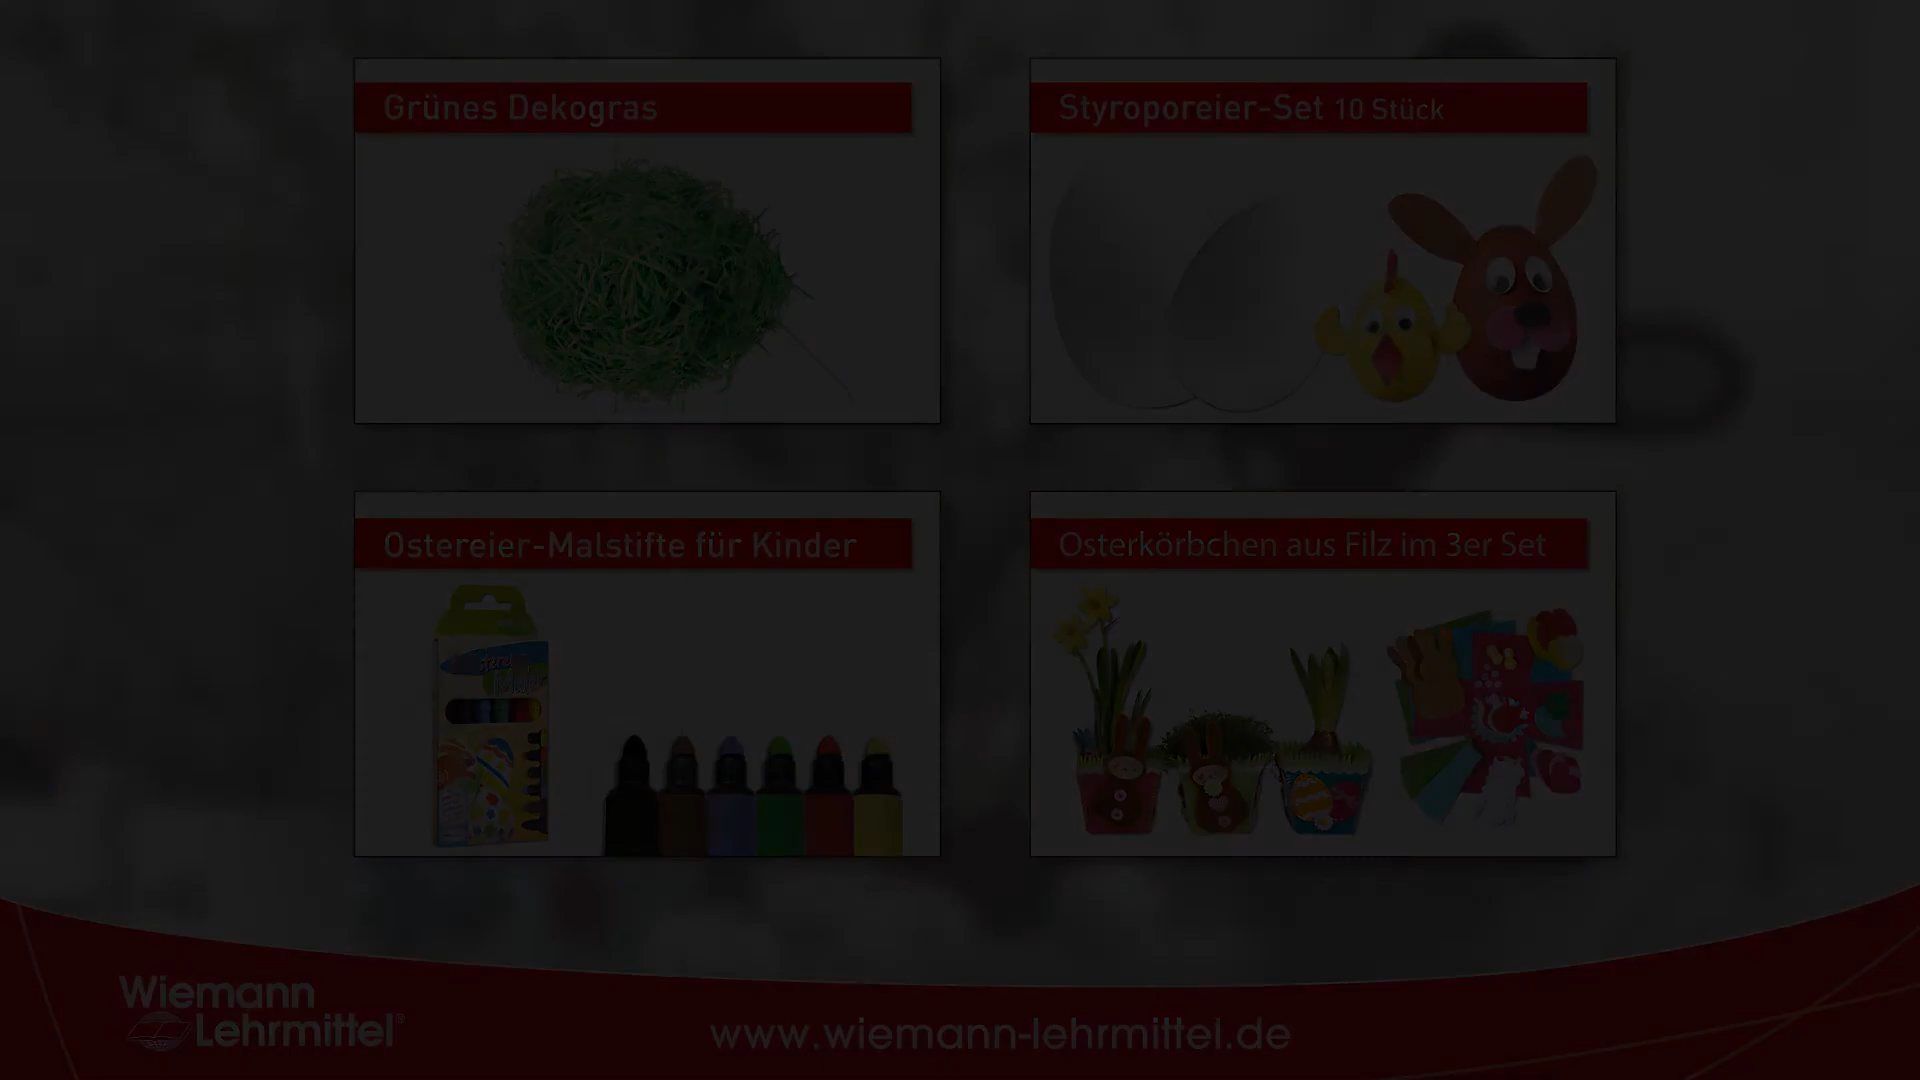 Grünes Dekogras
Styroporeier-Set 10 Stück
Ostereier-Malstifte für Kinder
Osterkörbchen aus Filz im 3er Set
Wiemann
Lehrmittel®
www.wiemann-lehrmittel.de